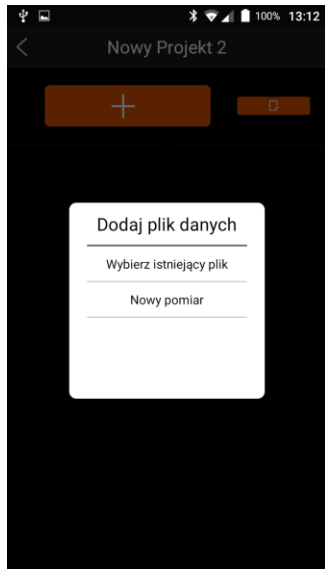 100% 13:12
Nowy Projekt 2
Dodaj plik danych
Wybierz istniejący plik
Nowy pomiar